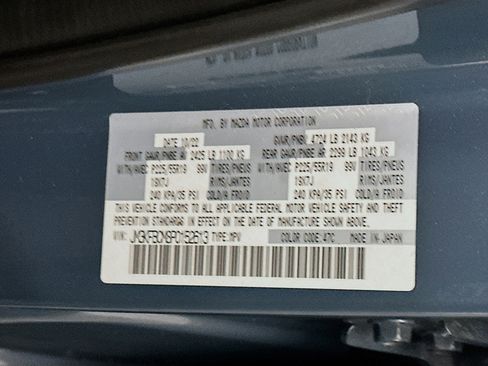 MFD. BY MAZDA MOTOR CORPORATION
DATE: 10/22 GVWR/PNBV 4724 LB 2143 KG
FRONT GAWR/PNBE AV 2425 LB 1100 KG REAR GAWR/PNBE AR 2299 LB 1043 KG
WITH/AVEC P225/55R19 99V TIRES/PNEUS WITH/AVEC P225/55R19 99V TIRES/PNEUS
19X7J RIMS/JANTES 19X7J RIMS/JANTES
240 KPA/35 PSI COLD/A FROID 240 KPA/35 PSI COLD/A FROID
THIS VEHICLE CONFORMS TO ALL APPLICABLE FEDERAL MOTOR VEHICLE SAFETY AND THEFT
PREVENTION STANDARDS IN EFFECT ON THE DATE OF MANUFACTURE SHOWN ABOVE.
VIN: TYPE:MPV COLOR CODE: 47C MADE IN JAPAN